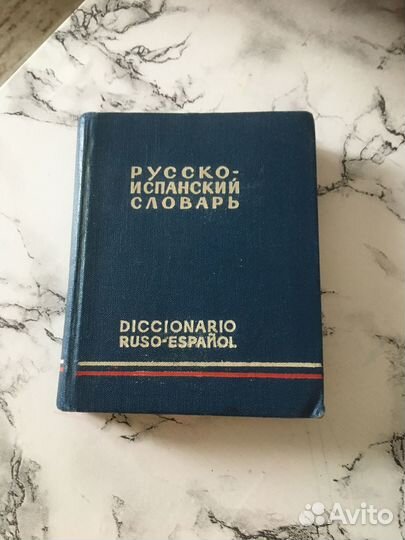 РУССКО-
ИСПАНСКИЙ
СЛОВАРЬ
DICCIONARIO
RUSO-ESPAÑOL
Avito